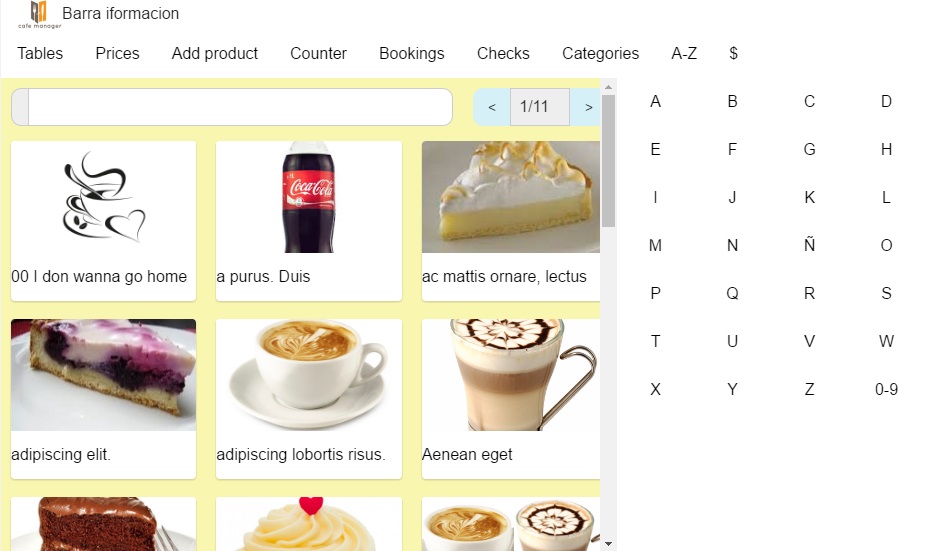 cafe manager
Barra iformacion
Tables Prices Add product Counter Bookings Checks Categories A-Z $
< 1/11 >
Coca-Cola
00 I don wanna go home
a purus. Duis
ac mattis ornare, lectus
adipiscing elit.
adipiscing lobortis risus.
Aenean eget
A B C D
E F G H
I J K L
M N Ñ O
P Q R S
T U V W
X Y Z 0-9